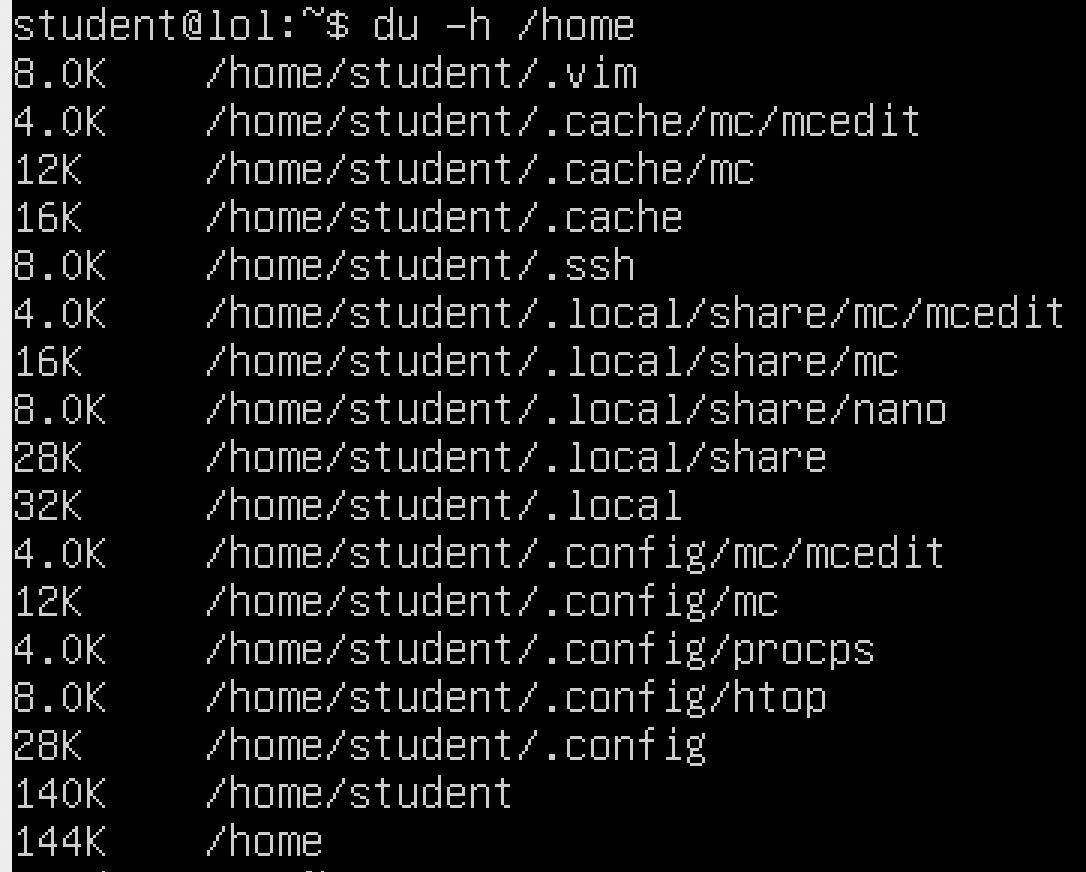 student@lol:~$ du -h /home
8.0K    /home/student/.vim
4.0K    /home/student/.cache/mc/mcedit
12K     /home/student/.cache/mc
16K     /home/student/.cache
8.0K    /home/student/.ssh
4.0K    /home/student/.local/share/mc/mcedit
16K     /home/student/.local/share/mc
8.0K    /home/student/.local/share/nano
28K     /home/student/.local/share
32K     /home/student/.local
4.0K    /home/student/.config/mc/mcedit
12K     /home/student/.config/mc
4.0K    /home/student/.config/procps
8.0K    /home/student/.config/htop
28K     /home/student/.config
140K    /home/student
144K    /home